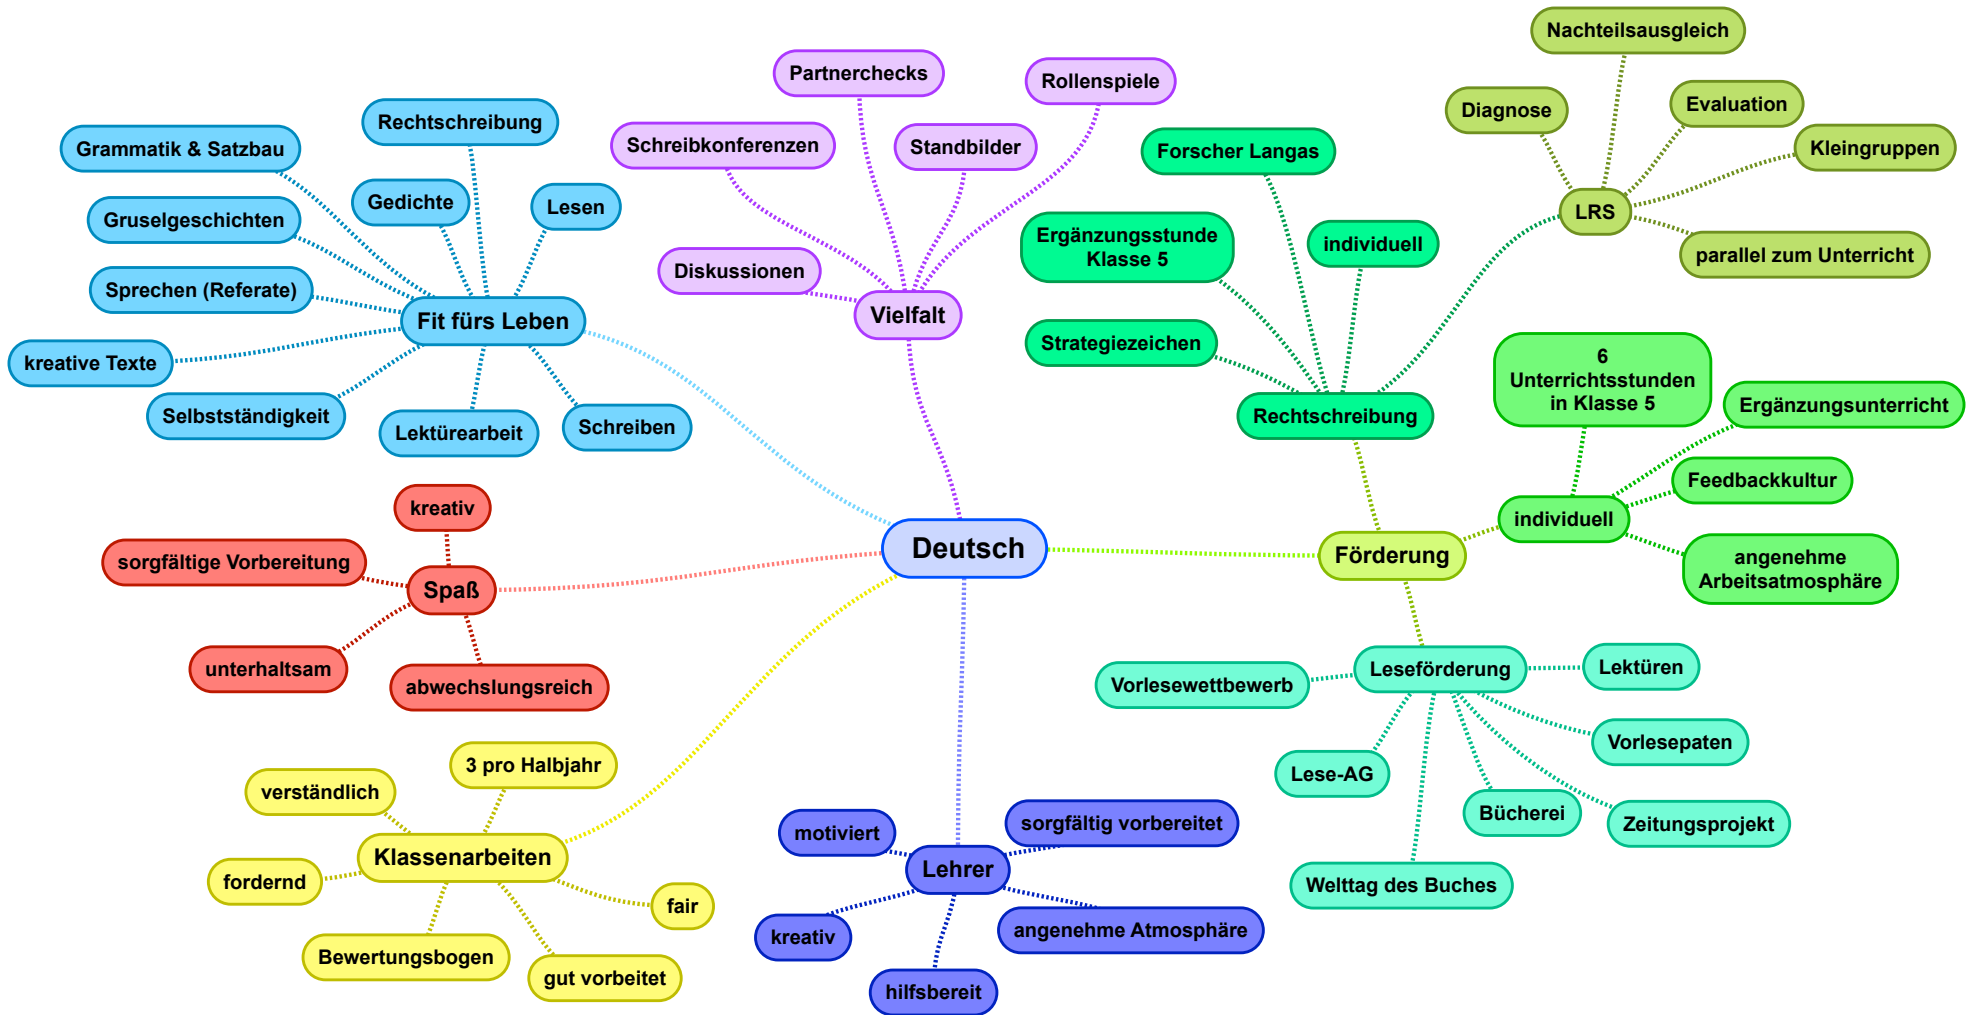 Nachteilsausgleich
Partnerchecks
Rollenspiele
Diagnose
Evaluation
Rechtschreibung
Grammatik & Satzbau
Schreibkonferenzen
Standbilder
Forscher Langas
Kleingruppen
Gedichte
Lesen
Gruselgeschichten
LRS
Ergänzungsstunde
Klasse 5
individuell
parallel zum Unterricht
Diskussionen
Sprechen (Referate)
Fit fürs Leben
Vielfalt
Strategiezeichen
kreative Texte
6
Unterrichtsstunden
in Klasse 5
Ergänzungsunterricht
Selbstständigkeit
Lektürearbeit
Schreiben
Rechtschreibung
Feedbackkultur
kreativ
individuell
sorgfältige Vorbereitung
Deutsch
Förderung
angenehme
Arbeitsatmosphäre
Spaß
unterhaltsam
abwechslungsreich
Vorlesewettbewerb
Leseförderung
Lektüren
Vorlesepaten
3 pro Halbjahr
Lese-AG
verständlich
Bücherei
Zeitungsprojekt
motiviert
sorgfältig vorbereitet
Klassenarbeiten
Lehrer
fordernd
Welttag des Buches
fair
kreativ
angenehme Atmosphäre
Bewertungsbogen
gut vorbeitet
hilfsbereit